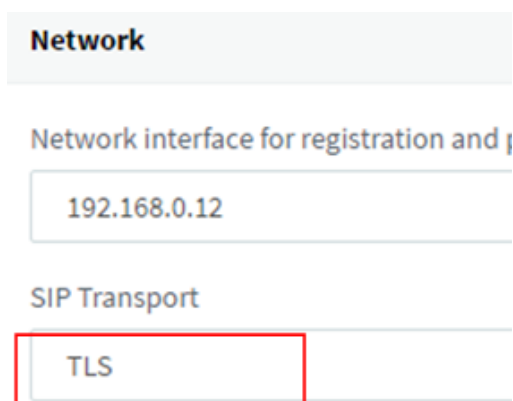 Network
Network interface for registration and
192.168.0.12
SIP Transport
TLS